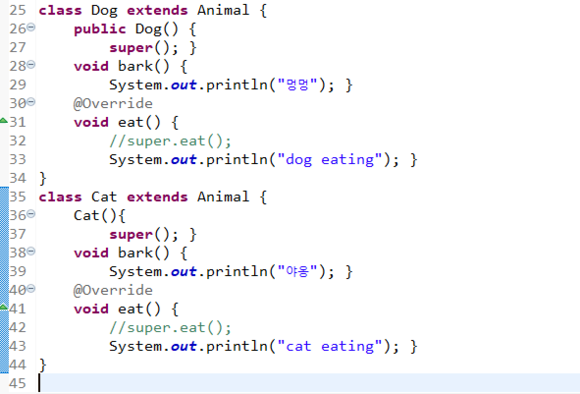 25 class Dog extends Animal {
26 public Dog() {
27 super(); }
28 void bark() {
29 System.out.println("멍멍"); }
30 @Override
31 void eat() {
32 //super.eat();
33 System.out.println("dog eating"); }
34 }
35 class Cat extends Animal {
36 Cat(){
37 super(); }
38 void bark() {
39 System.out.println("야옹"); }
40 @Override
41 void eat() {
42 //super.eat();
43 System.out.println("cat eating"); }
44 }
45